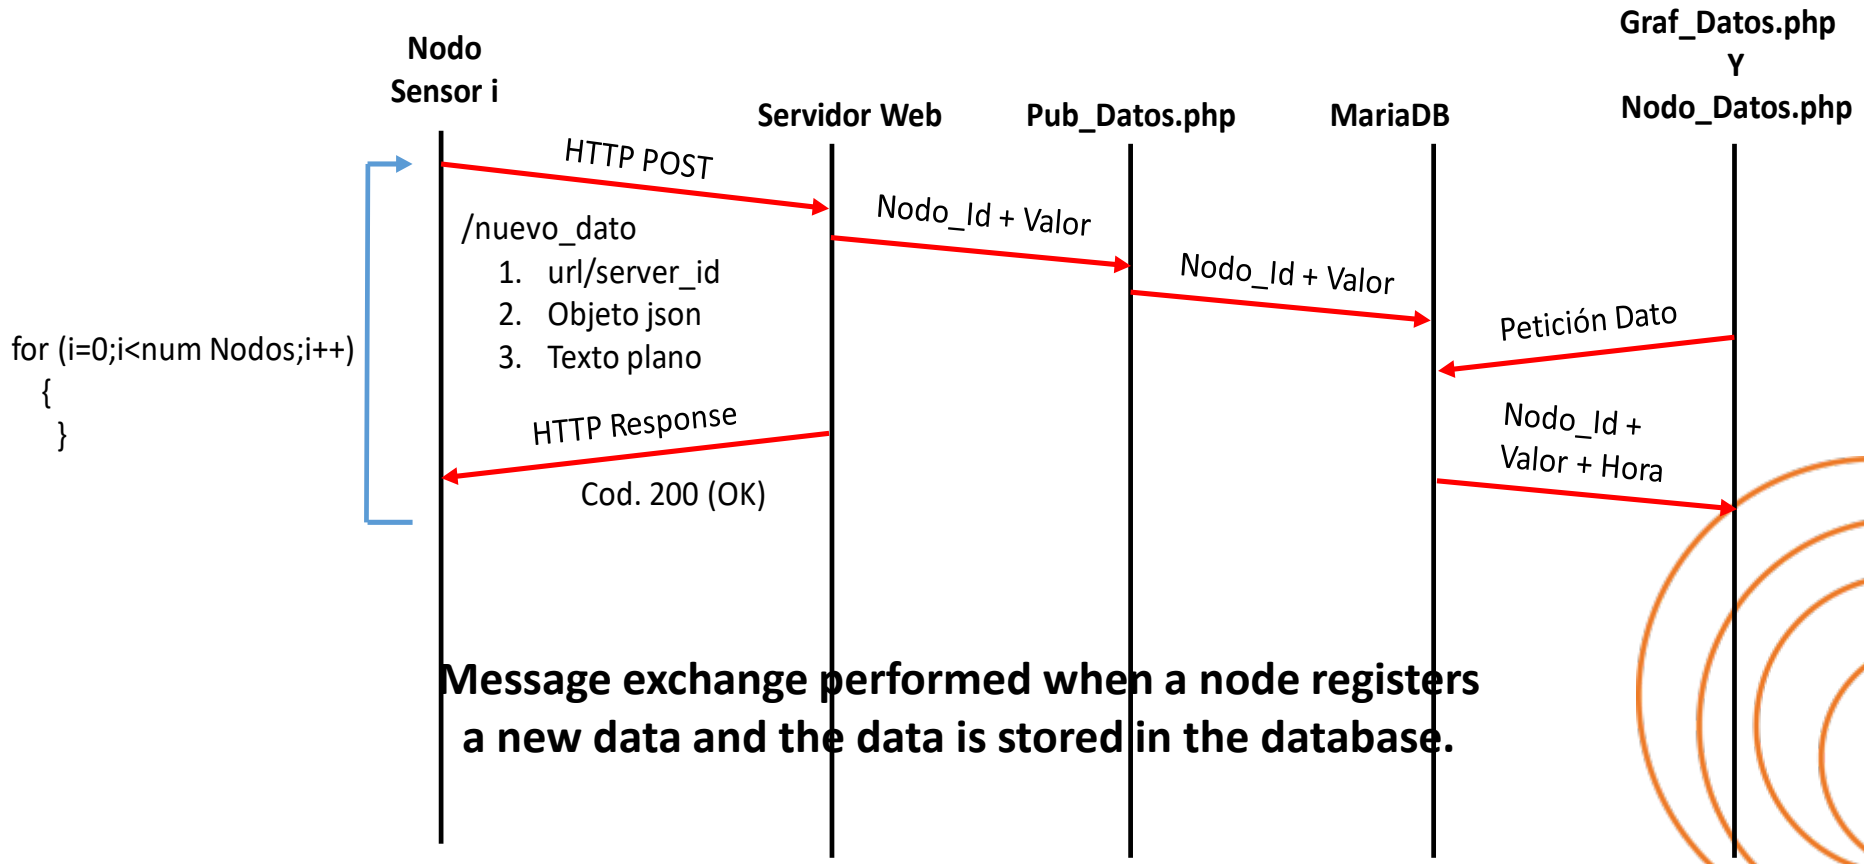 Nodo
Sensor i
Servidor Web
Pub_Datos.php
MariaDB
Graf_Datos.php
Y
Nodo_Datos.php
HTTP POST
Nodo_Id + Valor
Nodo_Id + Valor
/nuevo_dato
1. url/server_id
2. Objeto json
3. Texto plano
Petición Dato
for (i=0;i<num Nodos;i++)
{
}
HTTP Response
Cod. 200 (OK)
Nodo_Id +
Valor + Hora
Message exchange performed when a node registers
a new data and the data is stored in the database.